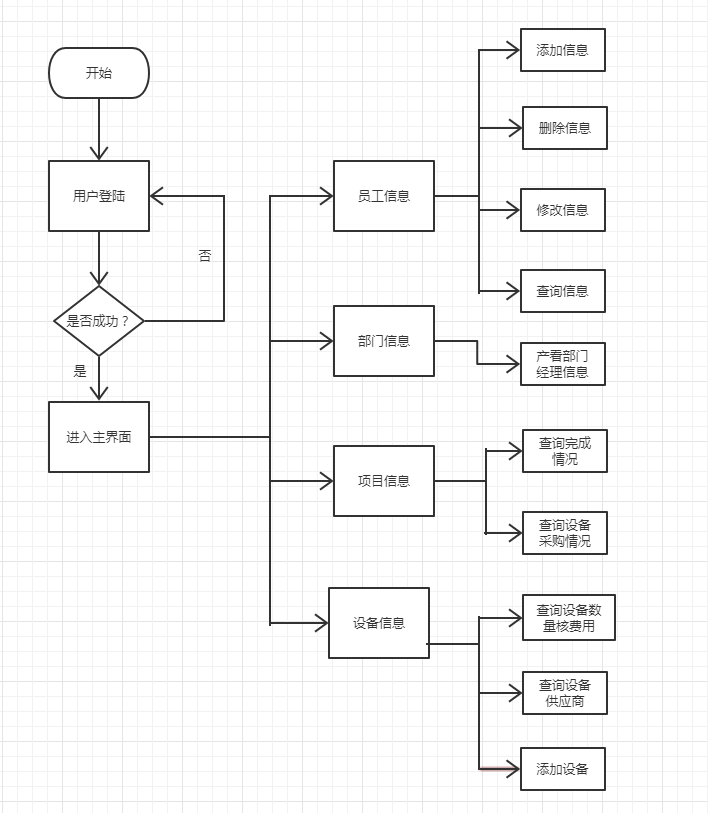 开始
用户登陆
否
是否成功？
是
进入主界面
员工信息
添加信息
删除信息
修改信息
查询信息
部门信息
产看部门
经理信息
项目信息
查询完成
情况
查询设备
采购情况
设备信息
查询设备数
量核费用
查询设备
供应商
添加设备